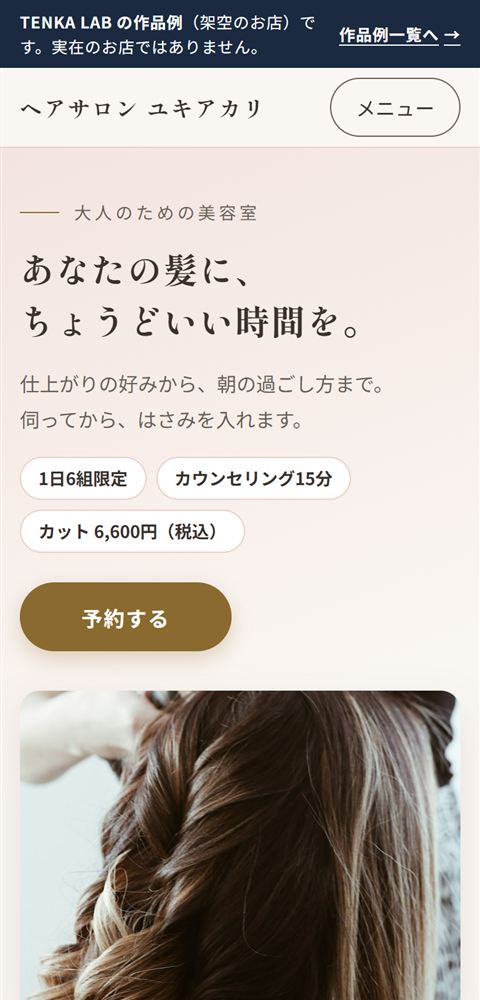 TENKA LAB の作品例（架空のお店）で
す。実在のお店ではありません。
作品例一覧へ →
ヘアサロン ユキアカリ
メニュー
大人のための美容室
あなたの髪に、
ちょうどいい時間を。
仕上がりの好みから、朝の過ごし方まで。
伺ってから、はさみを入れます。
1日6組限定
カウンセリング15分
カット 6,600円（税込）
予約する